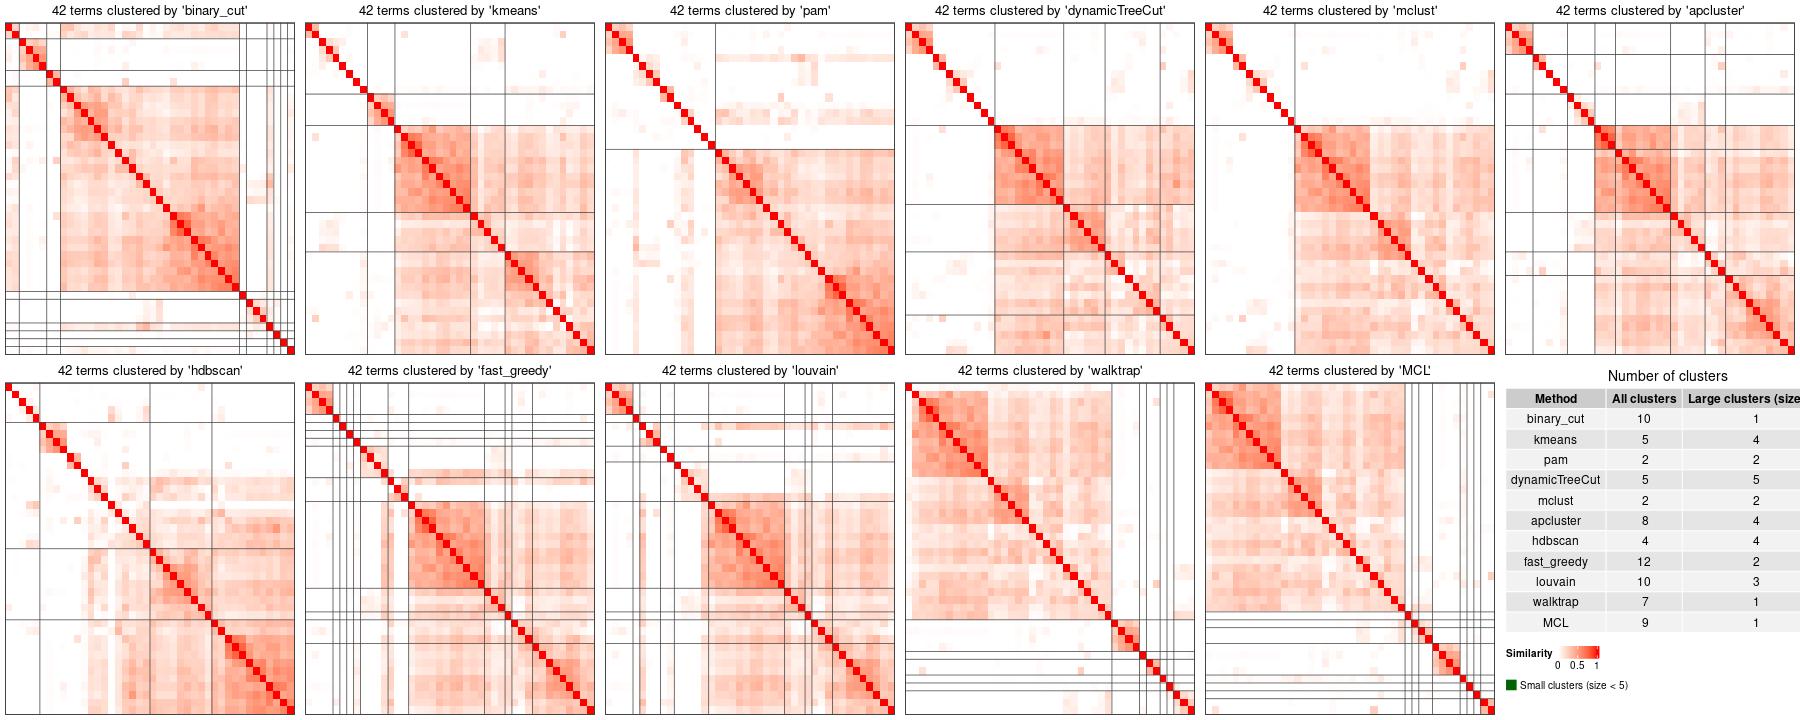 42 terms clustered by 'binary_cut'
42 terms clustered by 'kmeans'
42 terms clustered by 'pam'
42 terms clustered by 'dynamicTreeCut'
42 terms clustered by 'mclust'
42 terms clustered by 'apcluster'
42 terms clustered by 'hdbscan'
42 terms clustered by 'fast_greedy'
42 terms clustered by 'louvain'
42 terms clustered by 'walktrap'
42 terms clustered by 'MCL'
Number of clusters
Method All clusters Large clusters (size
binary_cut 10 1
kmeans 5 4
pam 2 2
dynamicTreeCut 5 5
mclust 2 2
apcluster 8 4
hdbscan 4 4
fast_greedy 12 2
louvain 10 3
walktrap 7 1
MCL 9 1
Similarity
0 0.5 1
Small clusters (size < 5)